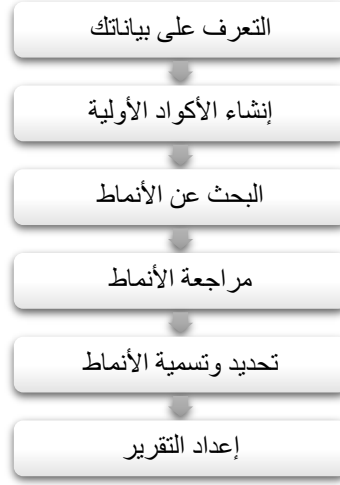 التعرف على بياناتك
إنشاء الأكواد الأولية
البحث عن الأنماط
مراجعة الأنماط
تحديد وتسمية الأنماط
إعداد التقرير